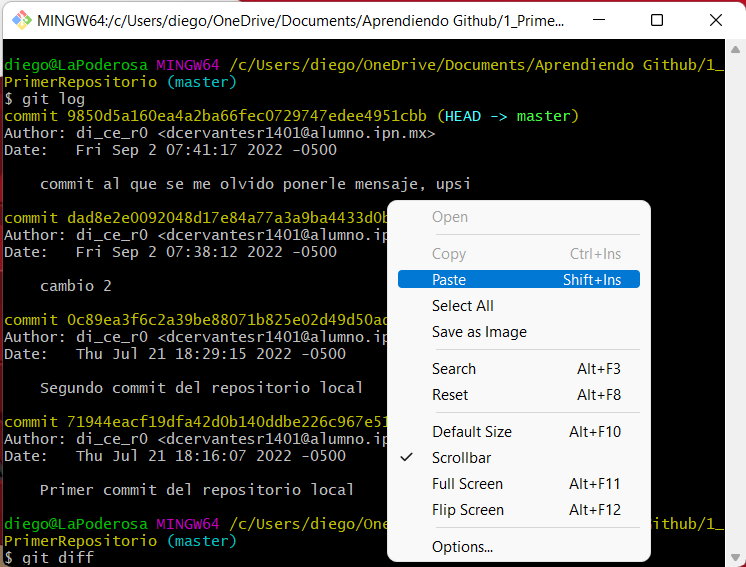 MINGW64:/c/Users/diego/OneDrive/Documents/Aprendiendo Github/1_Prime...
diego@LaPoderosa MINGW64 /c/Users/diego/OneDrive/Documents/Aprendiendo Github/1_
PrimerRepositorio (master)
$ git log
commit 9850d5a160ea4a2ba66fec0729747edee4951cbb (HEAD -> master)
Author: di_ce_r0 <dcervantesr1401@alumno.ipn.mx>
Date:   Fri Sep 2 07:41:17 2022 -0500
commit al que se me olvido ponerle mensaje, upsi
commit dad8e2e0092048d17e84a77a3a9ba4433d0b
Author: di_ce_r0 <dcervantesr1401@alumno.ip
Date:   Fri Sep 2 07:38:12 2022 -0500
cambio 2
commit 0c89ea3f6c2a39be88071b825e02d49d50ad
Author: di_ce_r0 <dcervantesr1401@alumno.ip
Date:   Thu Jul 21 18:29:15 2022 -0500
Segundo commit del repositorio local
commit 71944eacf19dfa42d0b140ddbe226c967e51
Author: di_ce_r0 <dcervantesr1401@alumno.ip
Date:   Thu Jul 21 18:16:07 2022 -0500
Primer commit del repositorio local
diego@LaPoderosa MINGW64 /c/Users/diego/One Github/1_
PrimerRepositorio (master)
$ git diff
Open
Copy Ctrl+Ins
Paste Shift+Ins
Select All
Save as Image
Search Alt+F3
Reset Alt+F8
Default Size Alt+F10
Scrollbar
Full Screen Alt+F11
Flip Screen Alt+F12
Options...